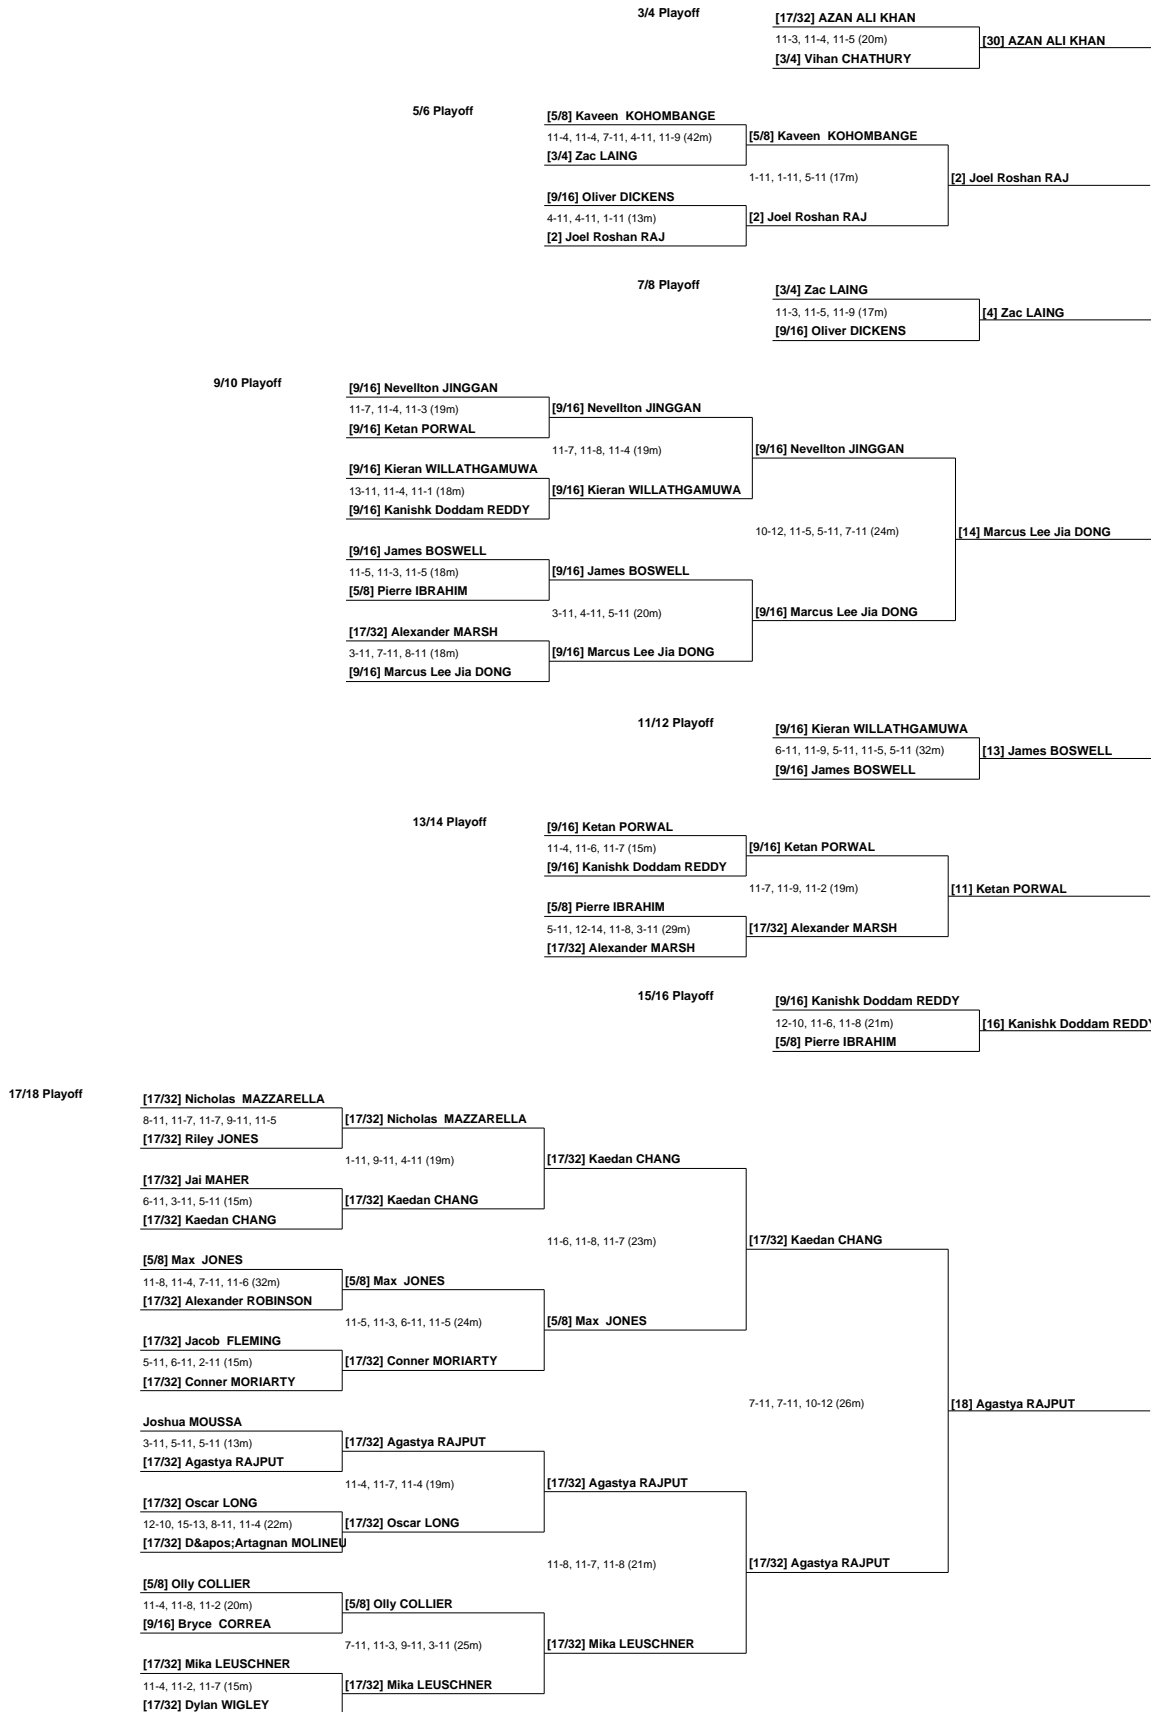 3/4 Playoff
[17/32] AZAN ALI KHAN
11-3, 11-4, 11-5 (20m)
[30] AZAN ALI KHAN
[3/4] Vihan CHATHURY
5/6 Playoff
[5/8] Kaveen  KOHOMBANGE
11-4, 11-4, 7-11, 4-11, 11-9 (42m)
[5/8] Kaveen  KOHOMBANGE
[3/4] Zac LAING
1-11, 1-11, 5-11 (17m)
[2] Joel Roshan RAJ
[9/16] Oliver DICKENS
4-11, 4-11, 1-11 (13m)
[2] Joel Roshan RAJ
[2] Joel Roshan RAJ
7/8 Playoff
[3/4] Zac LAING
11-3, 11-5, 11-9 (17m)
[4] Zac LAING
[9/16] Oliver DICKENS
9/10 Playoff
[9/16] Nevellton JINGGAN
11-7, 11-4, 11-3 (19m)
[9/16] Nevellton JINGGAN
[9/16] Ketan PORWAL
11-7, 11-8, 11-4 (19m)
[9/16] Nevellton JINGGAN
[9/16] Kieran WILLATHGAMUWA
13-11, 11-4, 11-1 (18m)
[9/16] Kieran WILLATHGAMUWA
[9/16] Kanishk Doddam REDDY
10-12, 11-5, 5-11, 7-11 (24m)
[14] Marcus Lee Jia DONG
[9/16] James BOSWELL
11-5, 11-3, 11-5 (18m)
[9/16] James BOSWELL
[5/8] Pierre IBRAHIM
3-11, 4-11, 5-11 (20m)
[9/16] Marcus Lee Jia DONG
[17/32] Alexander MARSH
3-11, 7-11, 8-11 (18m)
[9/16] Marcus Lee Jia DONG
[9/16] Marcus Lee Jia DONG
11/12 Playoff
[9/16] Kieran WILLATHGAMUWA
6-11, 11-9, 5-11, 11-5, 5-11 (32m)
[13] James BOSWELL
[9/16] James BOSWELL
13/14 Playoff
[9/16] Ketan PORWAL
11-4, 11-6, 11-7 (15m)
[9/16] Ketan PORWAL
[9/16] Kanishk Doddam REDDY
11-7, 11-9, 11-2 (19m)
[11] Ketan PORWAL
[5/8] Pierre IBRAHIM
5-11, 12-14, 11-8, 3-11 (29m)
[17/32] Alexander MARSH
[17/32] Alexander MARSH
15/16 Playoff
[9/16] Kanishk Doddam REDDY
12-10, 11-6, 11-8 (21m)
[16] Kanishk Doddam REDDY
[5/8] Pierre IBRAHIM
17/18 Playoff
[17/32] Nicholas  MAZZARELLA
8-11, 11-7, 11-7, 9-11, 11-5
[17/32] Nicholas  MAZZARELLA
[17/32] Riley JONES
1-11, 9-11, 4-11 (19m)
[17/32] Kaedan CHANG
[17/32] Jai MAHER
6-11, 3-11, 5-11 (15m)
[17/32] Kaedan CHANG
[17/32] Kaedan CHANG
11-6, 11-8, 11-7 (23m)
[17/32] Kaedan CHANG
[5/8] Max  JONES
11-8, 11-4, 7-11, 11-6 (32m)
[5/8] Max  JONES
[17/32] Alexander ROBINSON
11-5, 11-3, 6-11, 11-5 (24m)
[5/8] Max  JONES
[17/32] Jacob  FLEMING
5-11, 6-11, 2-11 (15m)
[17/32] Conner MORIARTY
[17/32] Conner MORIARTY
7-11, 7-11, 10-12 (26m)
[18] Agastya RAJPUT
Joshua MOUSSA
3-11, 5-11, 5-11 (13m)
[17/32] Agastya RAJPUT
[17/32] Agastya RAJPUT
11-4, 11-7, 11-4 (19m)
[17/32] Agastya RAJPUT
[17/32] Oscar LONG
12-10, 15-13, 8-11, 11-4 (22m)
[17/32] Oscar LONG
[17/32] D&apos;Artagnan MOLINEU
11-8, 11-7, 11-8 (21m)
[17/32] Agastya RAJPUT
[5/8] Olly COLLIER
11-4, 11-8, 11-2 (20m)
[5/8] Olly COLLIER
[9/16] Bryce  CORREA
7-11, 11-3, 9-11, 3-11 (25m)
[17/32] Mika LEUSCHNER
[17/32] Mika LEUSCHNER
11-4, 11-2, 11-7 (15m)
[17/32] Mika LEUSCHNER
[17/32] Dylan WIGLEY